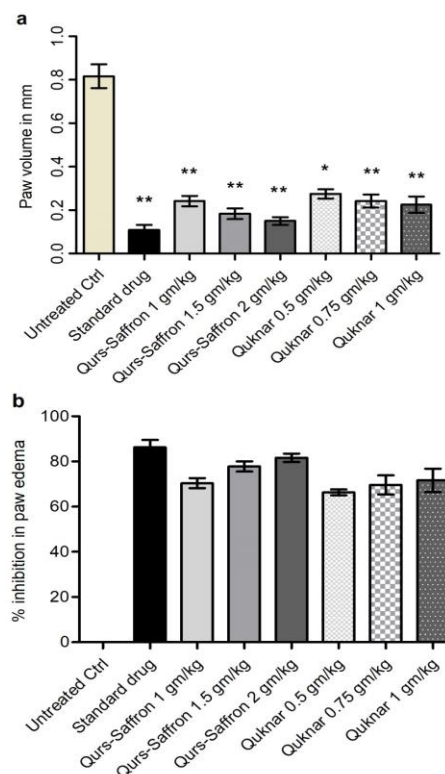 a
Paw volume in mm
1.0
0.8
0.6
0.4
0.2
0.0
** ** ** ** * ** **
Untreated Ctrl
Standard drug
Qurs-Saffron 1 gm/kg
Qurs-Saffron 1.5 gm/kg
Qurs-Saffron 2 gm/kg
Quknar 0.5 gm/kg
Quknar 0.75 gm/kg
Quknar 1 gm/kg
b
% inhibition in paw edema
100
80
60
40
20
0
Untreated Ctrl
Standard drug
Qurs-Saffron 1 gm/kg
Qurs-Saffron 1.5 gm/kg
Qurs-Saffron 2 gm/kg
Quknar 0.5 gm/kg
Quknar 0.75 gm/kg
Quknar 1 gm/kg